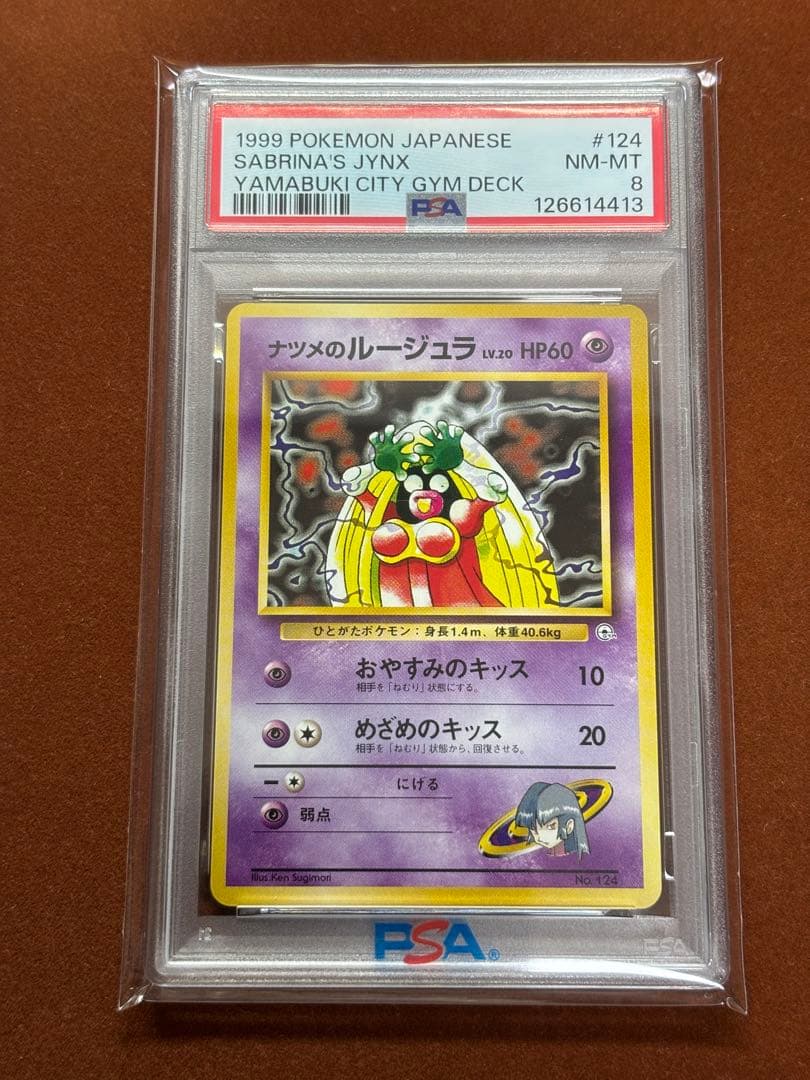 1999 POKEMON JAPANESE #124
SABRINA'S JYNX NM-MT
YAMABUKI CITY GYM DECK 8
PSA 126614413
ナツメのルージュラ LV.20 HP60
ひとがたポケモン：身長1.4m、体重40.6kg
おやすみのキッス 10
相手を「ねむり」状態にする。
めざめのキッス 20
相手を「ねむり」状態から、回復させる。
にげる
弱点
Illus.Ken Sugimori No. 124
PSA®
PSA